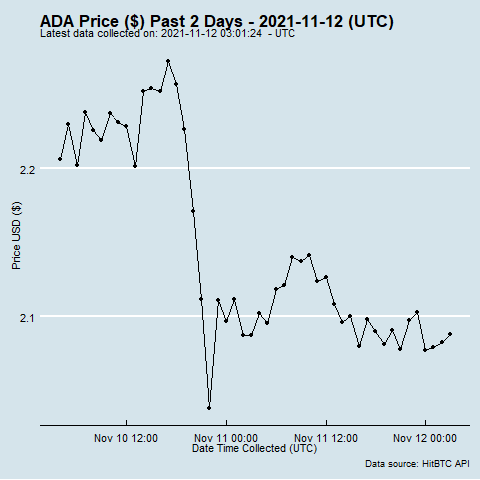 ADA Price ($) Past 2 Days - 2021-11-12 (UTC)
Latest data collected on: 2021-11-12 03:01:24 - UTC
2.2
2.1
Price USD ($)
Nov 10 12:00 Nov 11 00:00 Nov 11 12:00 Nov 12 00:00
Date Time Collected (UTC)
Data source: HitBTC API